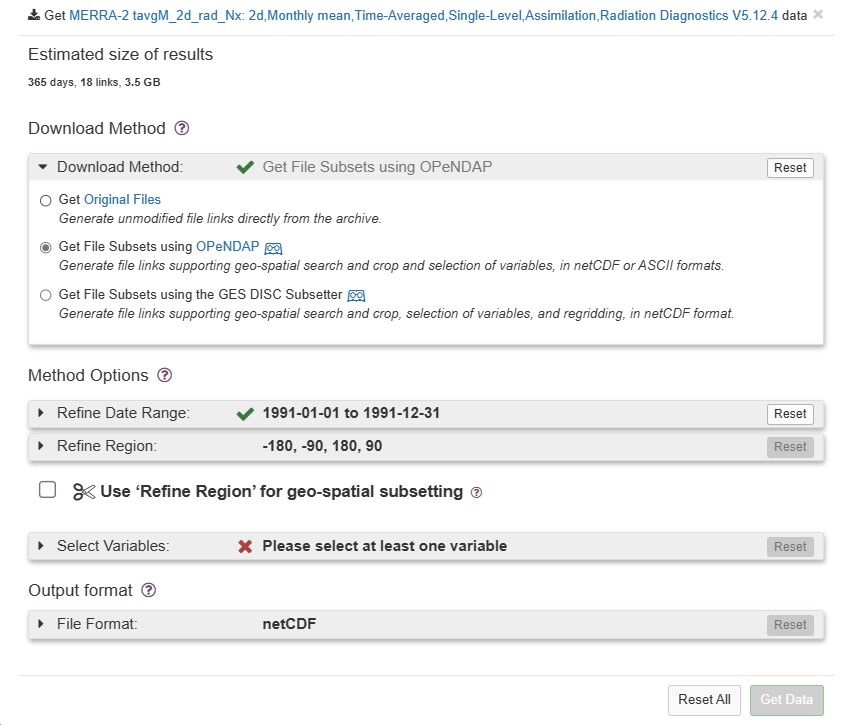 Get MERRA-2 tavgM_2d_rad_Nx: 2d,Monthly mean,Time-Averaged,Single-Level,Assimilation,Radiation Diagnostics V5.12.4 data
Estimated size of results
365 days, 18 links, 3.5 GB
Download Method
Download Method: Get File Subsets using OPeNDAP Reset
Get Original Files
Generate unmodified file links directly from the archive.
Get File Subsets using OPeNDAP
Generate file links supporting geo-spatial search and crop and selection of variables, in netCDF or ASCII formats.
Get File Subsets using the GES DISC Subsetter
Generate file links supporting geo-spatial search and crop, selection of variables, and regridding, in netCDF format.
Method Options
Refine Date Range: 1991-01-01 to 1991-12-31 Reset
Refine Region: -180, -90, 180, 90 Reset
Use ‘Refine Region’ for geo-spatial subsetting
Select Variables: Please select at least one variable Reset
Output format
File Format: netCDF Reset
Reset All Get Data